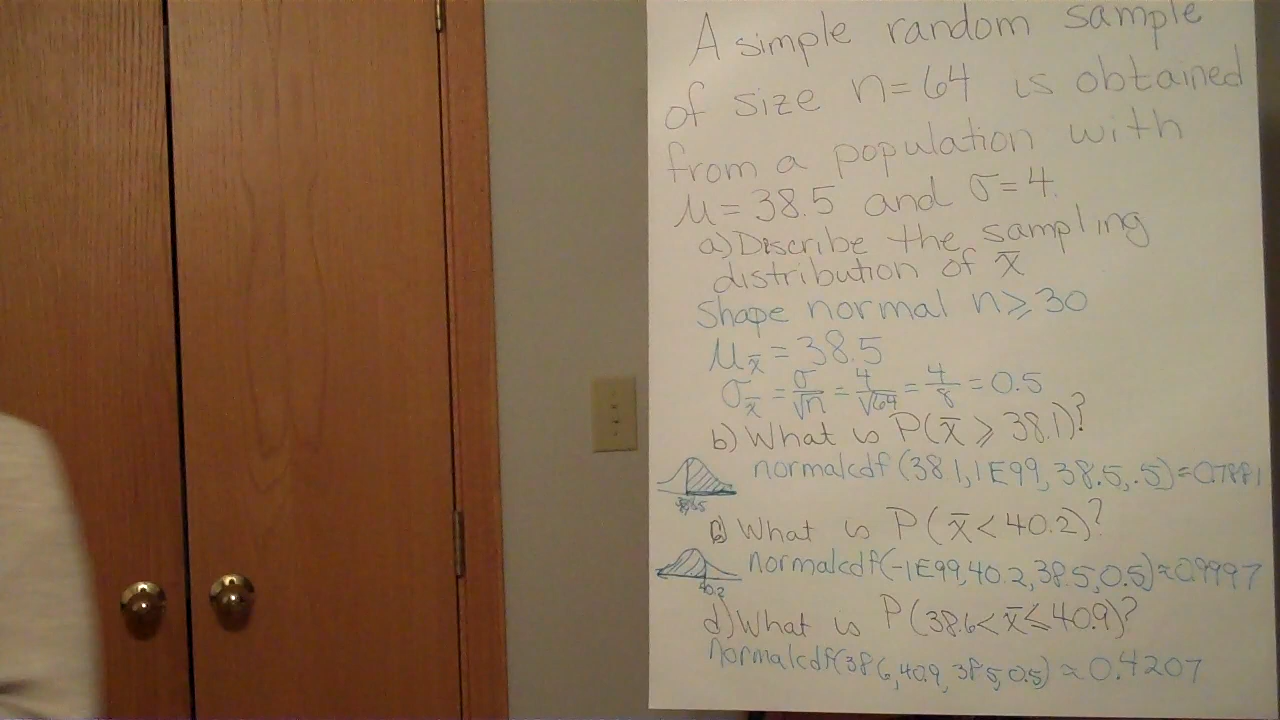 A simple random sample
of size n=64 is obtained
from a population with
μ=38.5 and σ=4.
a) Describe the sampling
distribution of x̄
Shape normal n≥30
μx̄ = 38.5
σx̄ = σ/√n = 4/√64 = 4/8 = 0.5
b) What is P(x̄ ≥ 38.1)?
normalcdf(38.1, 1E99, 38.5, .5) = 0.7881
c) What is P(x̄ < 40.2)?
normalcdf(-1E99, 40.2, 38.5, 0.5) ≈ 0.9997
40.2
d) What is P(38.6 < x̄ ≤ 40.9)?
normalcdf(38.6, 40.9, 38.5, 0.5) ≈ 0.4207